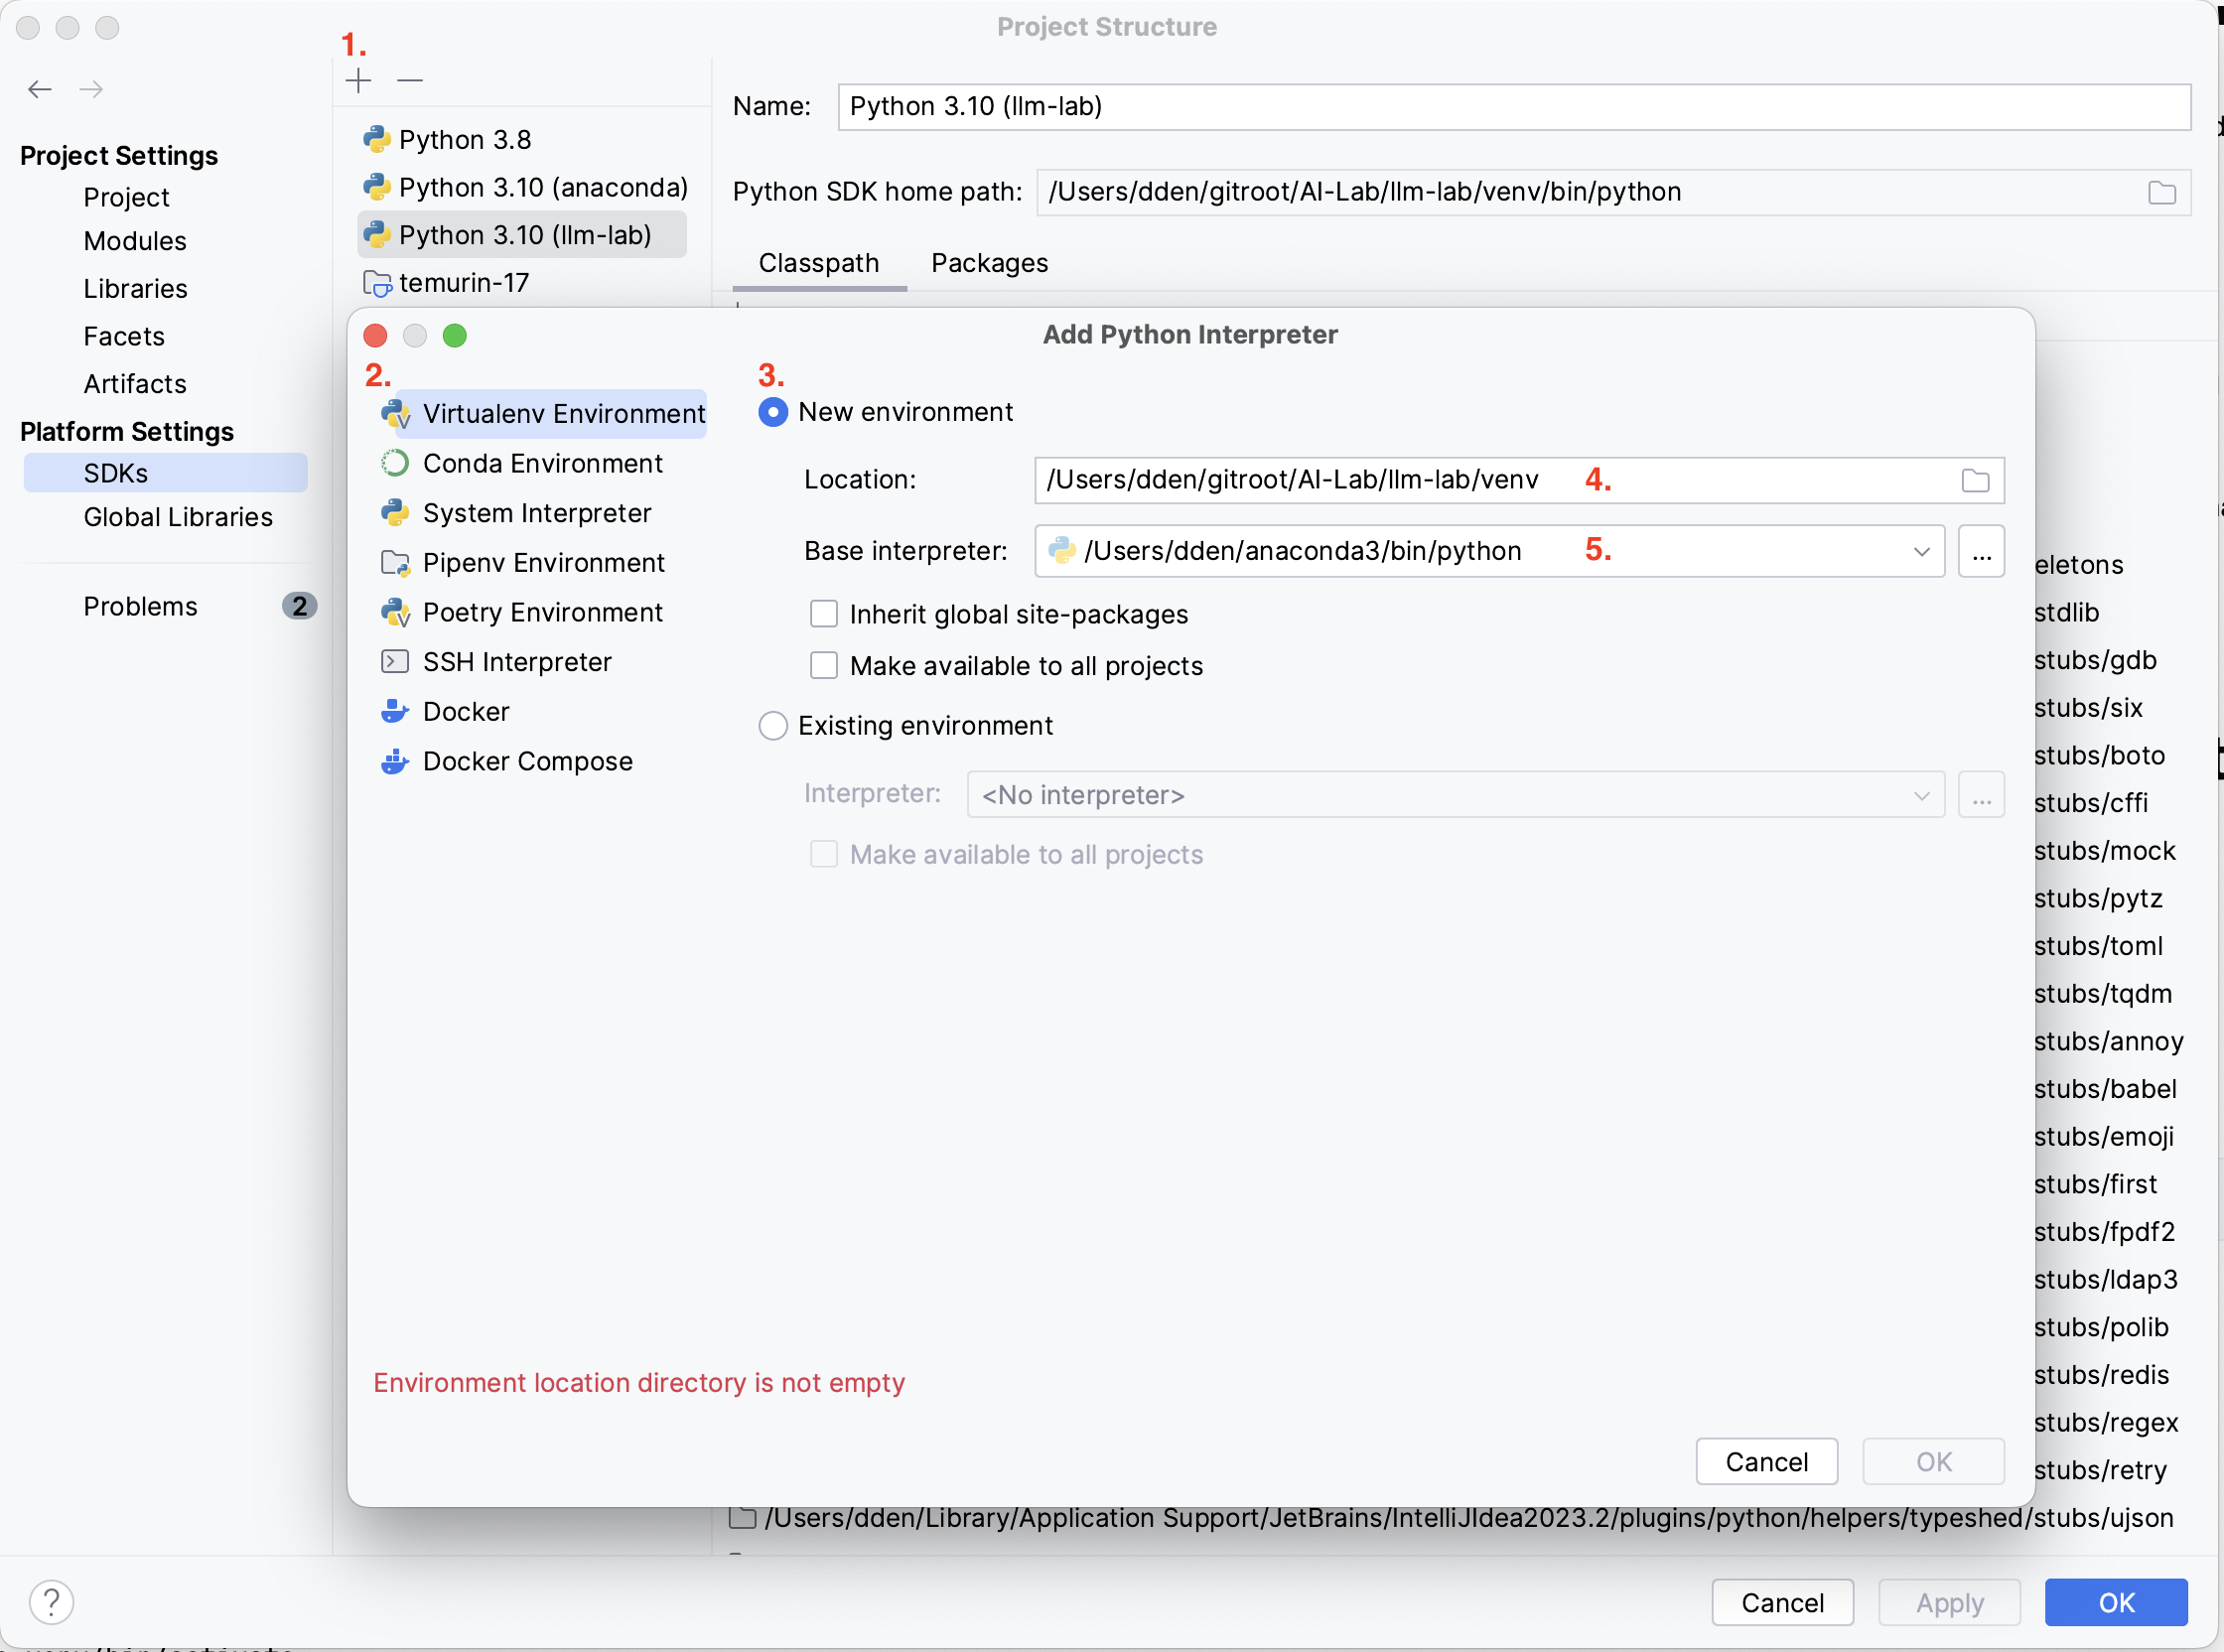 Project Structure
1.
Project Settings
Project
Modules
Libraries
Facets
Artifacts
Platform Settings
SDKs
Global Libraries
Problems 2
Python 3.8
Python 3.10 (anaconda)
Python 3.10 (llm-lab)
temurin-17
Name: Python 3.10 (llm-lab)
Python SDK home path: /Users/dden/gitroot/AI-Lab/llm-lab/venv/bin/python
Classpath Packages
Add Python Interpreter
2.
Virtualenv Environment
Conda Environment
System Interpreter
Pipenv Environment
Poetry Environment
SSH Interpreter
Docker
Docker Compose
3.
New environment
Location: /Users/dden/gitroot/AI-Lab/llm-lab/venv 4.
Base interpreter: /Users/dden/anaconda3/bin/python 5. ...
Inherit global site-packages
Make available to all projects
Existing environment
Interpreter: <No interpreter> ...
Make available to all projects
Environment location directory is not empty
Cancel OK
eletons
stdlib
stubs/gdb
stubs/six
stubs/boto
stubs/cffi
stubs/mock
stubs/pytz
stubs/toml
stubs/tqdm
stubs/annoy
stubs/babel
stubs/emoji
stubs/first
stubs/fpdf2
stubs/ldap3
stubs/polib
stubs/redis
stubs/regex
stubs/retry
/Users/dden/Library/Application Support/JetBrains/IntelliJIdea2023.2/plugins/python/helpers/typeshed/stubs/ujson
? Cancel Apply OK